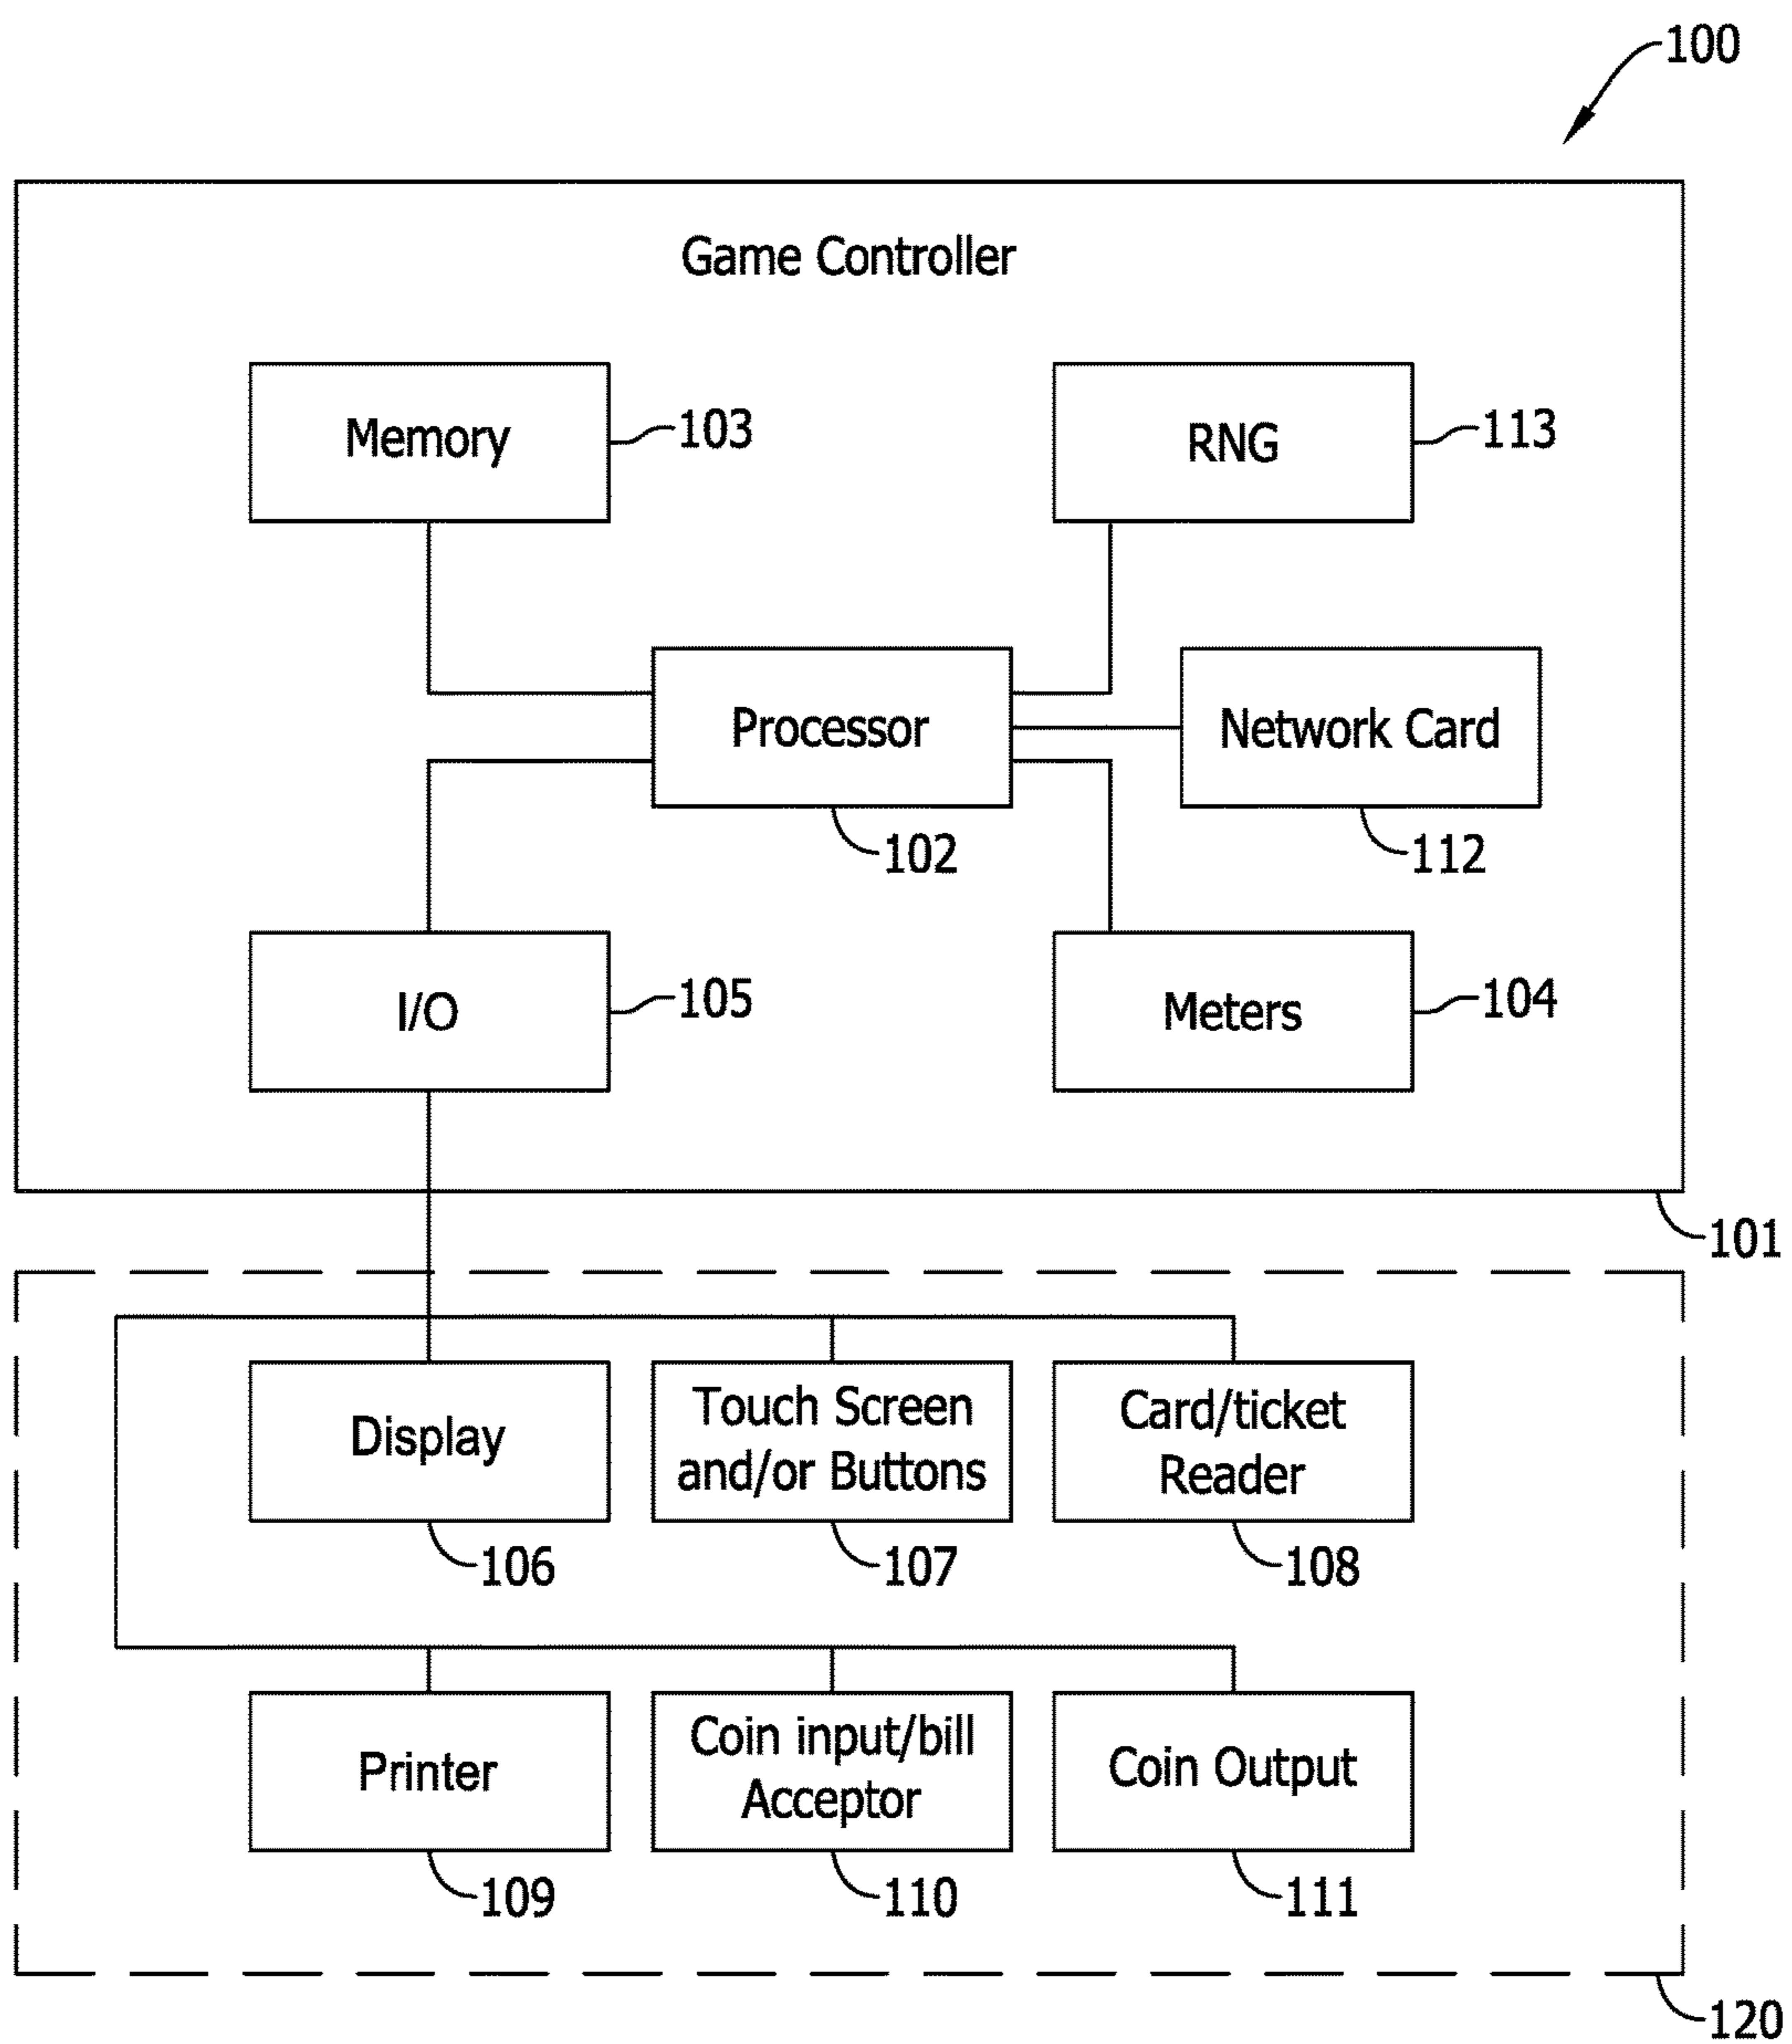 100
Game Controller
Memory
103
RNG
113
Processor
102
Network Card
112
I/O
105
Meters
104
101
Display
106
Touch Screen
and/or Buttons
107
Card/ticket
Reader
108
Printer
109
Coin input/bill
Acceptor
110
Coin Output
111
120